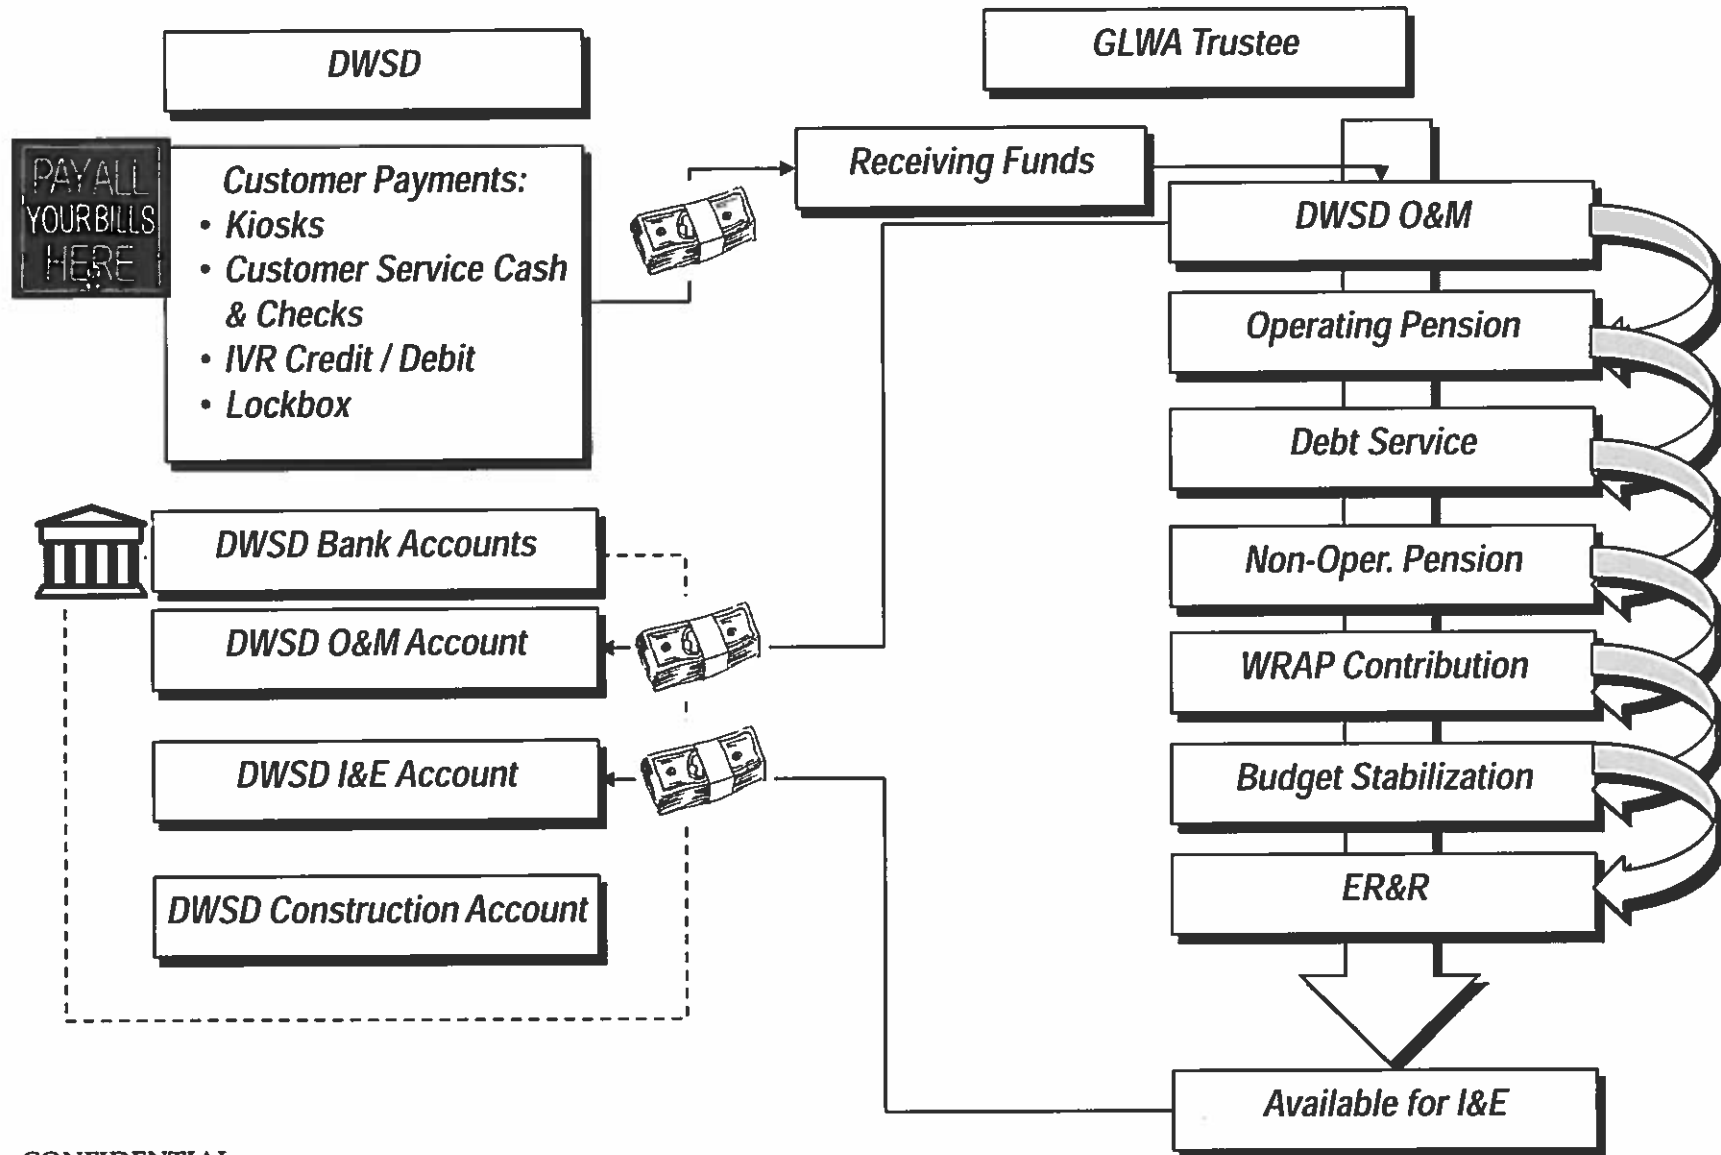 DWSD
GLWA Trustee
PAY ALL
YOUR BILLS
HERE
Customer Payments:
• Kiosks
• Customer Service Cash
& Checks
• IVR Credit / Debit
• Lockbox
Receiving Funds
DWSD O&M
Operating Pension
Debt Service
Non-Oper. Pension
WRAP Contribution
Budget Stabilization
ER&R
Available for I&E
DWSD Bank Accounts
DWSD O&M Account
DWSD I&E Account
DWSD Construction Account
CONFIDENTIAL